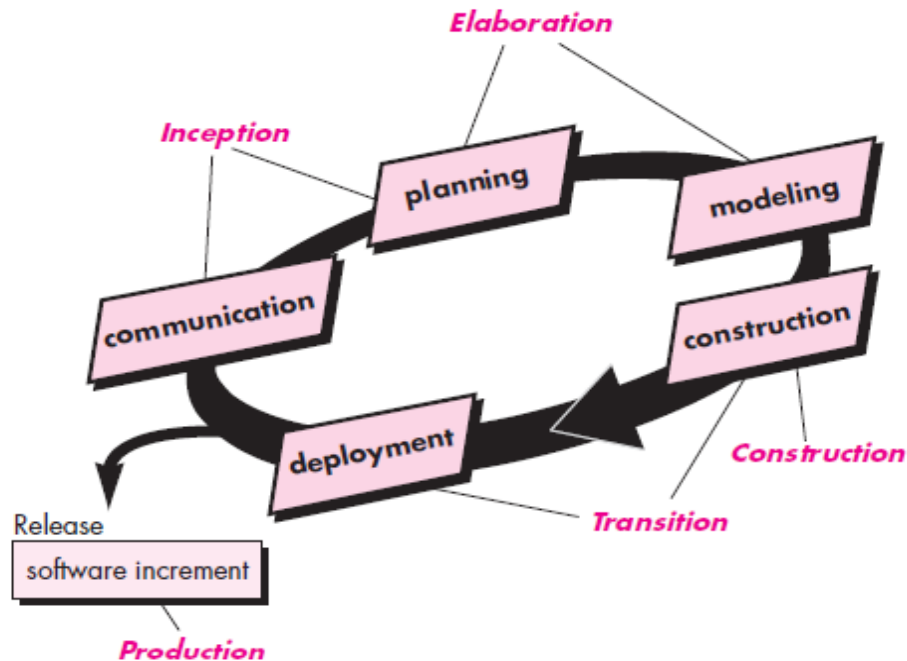 Elaboration
Inception
planning
modeling
communication
construction
deployment
Construction
Transition
Release
software increment
Production